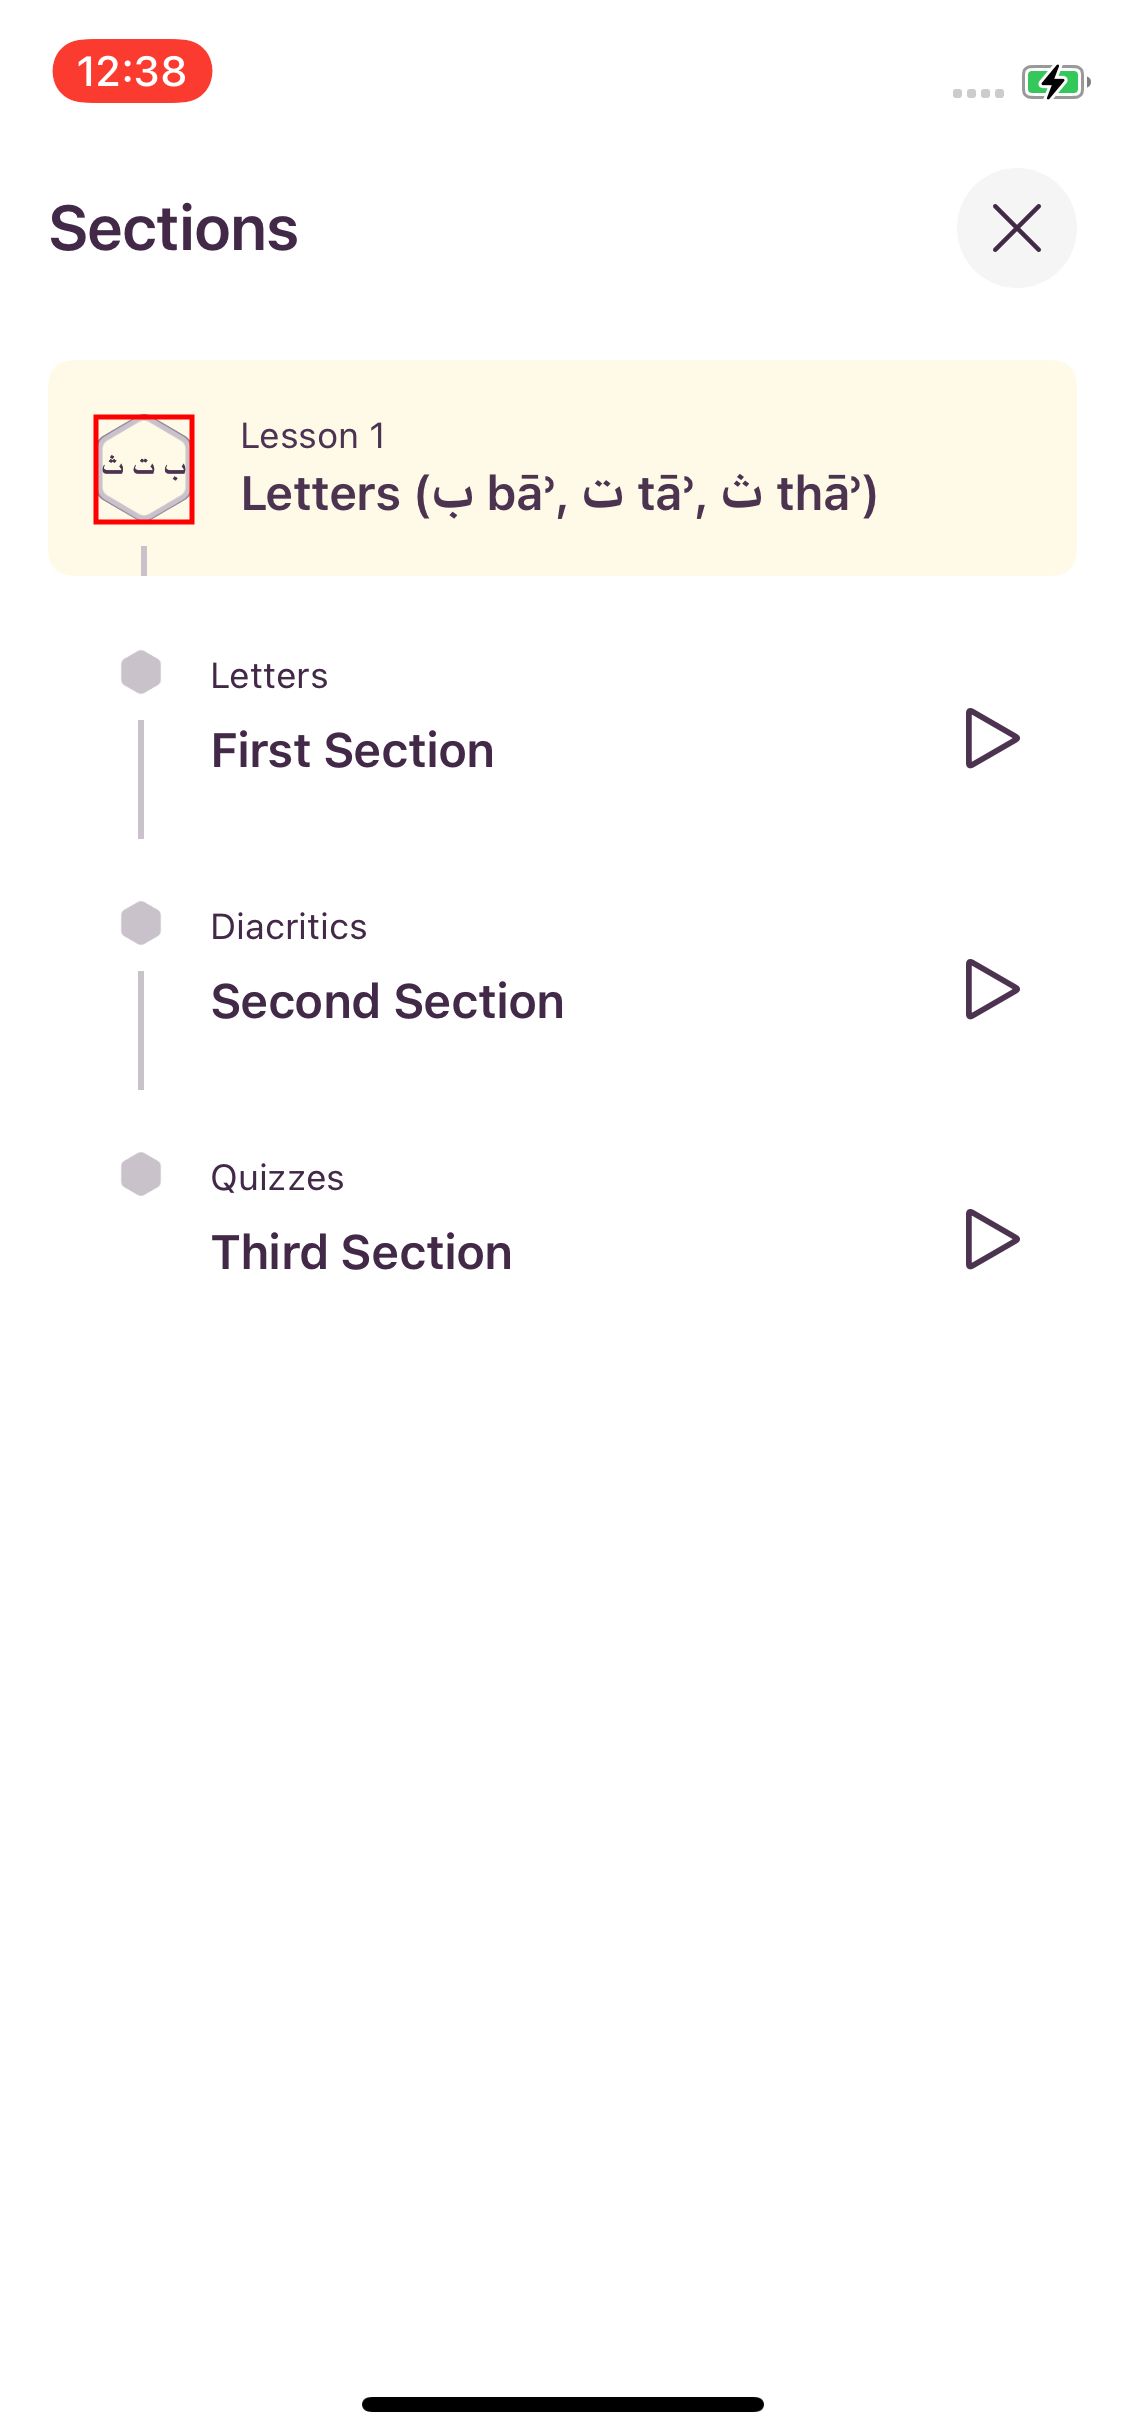 12:38
Sections
ب ت ث
Lesson 1
Letters (ب bāʾ, ت tāʾ, ث thāʾ)
Letters
First Section
Diacritics
Second Section
Quizzes
Third Section